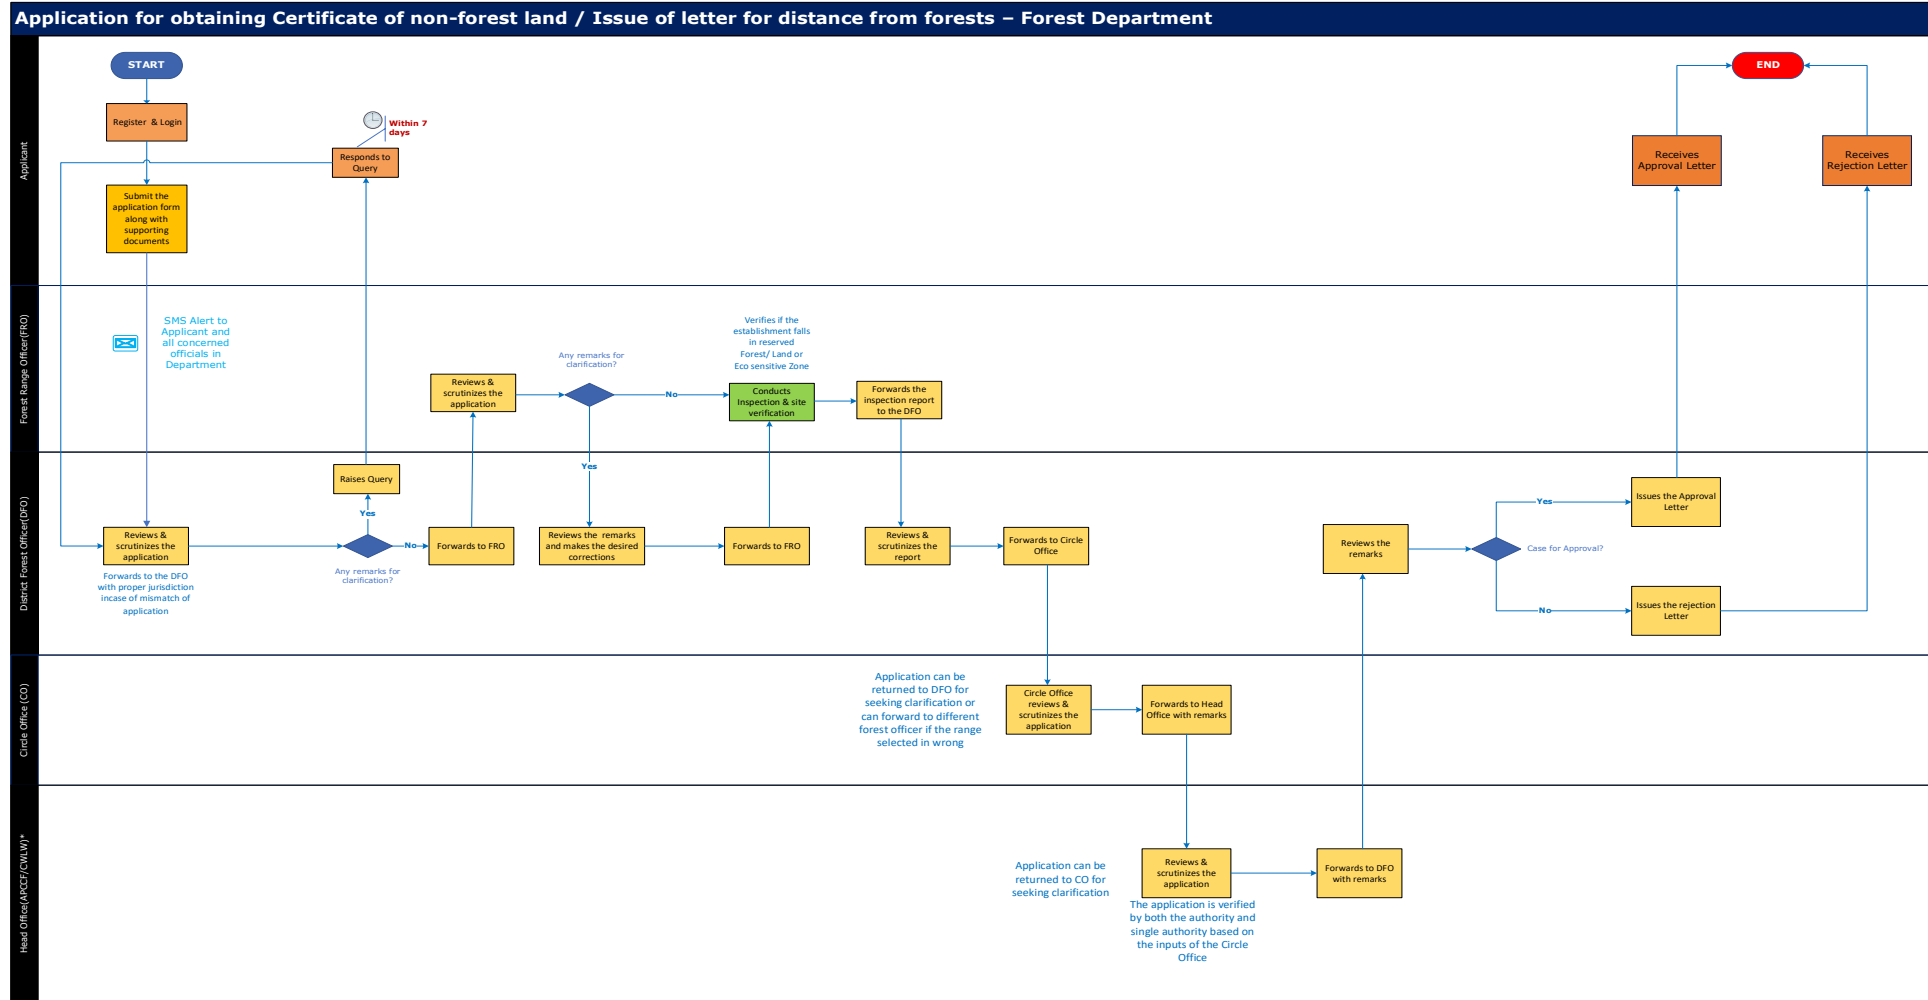 Application for obtaining Certificate of non-forest land / Issue of letter for distance from forests – Forest Department
Applicant
START
Register & Login
Submit the
application form
along with
supporting
documents
Within 7
days
Responds to
Query
END
Receives
Approval Letter
Receives
Rejection Letter
Forest Range Officer(FRO)
SMS Alert to
Applicant and
all concerned
officials in
Department
Reviews &
scrutinizes the
application
Any remarks for
clarification?
No
Yes
Verifies if the
establishment falls
in reserved
Forest/ Land or
Eco sensitive Zone
Conducts
Inspection & site
verification
Forwards the
inspection report
to the DFO
District Forest Officer(DFO)
Reviews &
scrutinizes the
application
Forwards to the DFO
with proper jurisdiction
incase of mismatch of
application
Raises Query
Yes
No
Any remarks for
clarification?
Forwards to FRO
Reviews the remarks
and makes the desired
corrections
Forwards to FRO
Reviews &
scrutinizes the
report
Forwards to Circle
Office
Reviews the
remarks
Yes
Case for Approval?
No
Issues the Approval
Letter
Issues the rejection
Letter
Circle Office (CO)
Application can be
returned to DFO for
seeking clarification or
can forward to different
forest officer if the range
selected in wrong
Circle Office
reviews &
scrutinizes the
application
Forwards to Head
Office with remarks
Head Office(APCCF/CWLW)*
Application can be
returned to CO for
seeking clarification
Reviews &
scrutinizes the
application
The application is verified
by both the authority and
single authority based on
the inputs of the Circle
Office
Forwards to DFO
with remarks